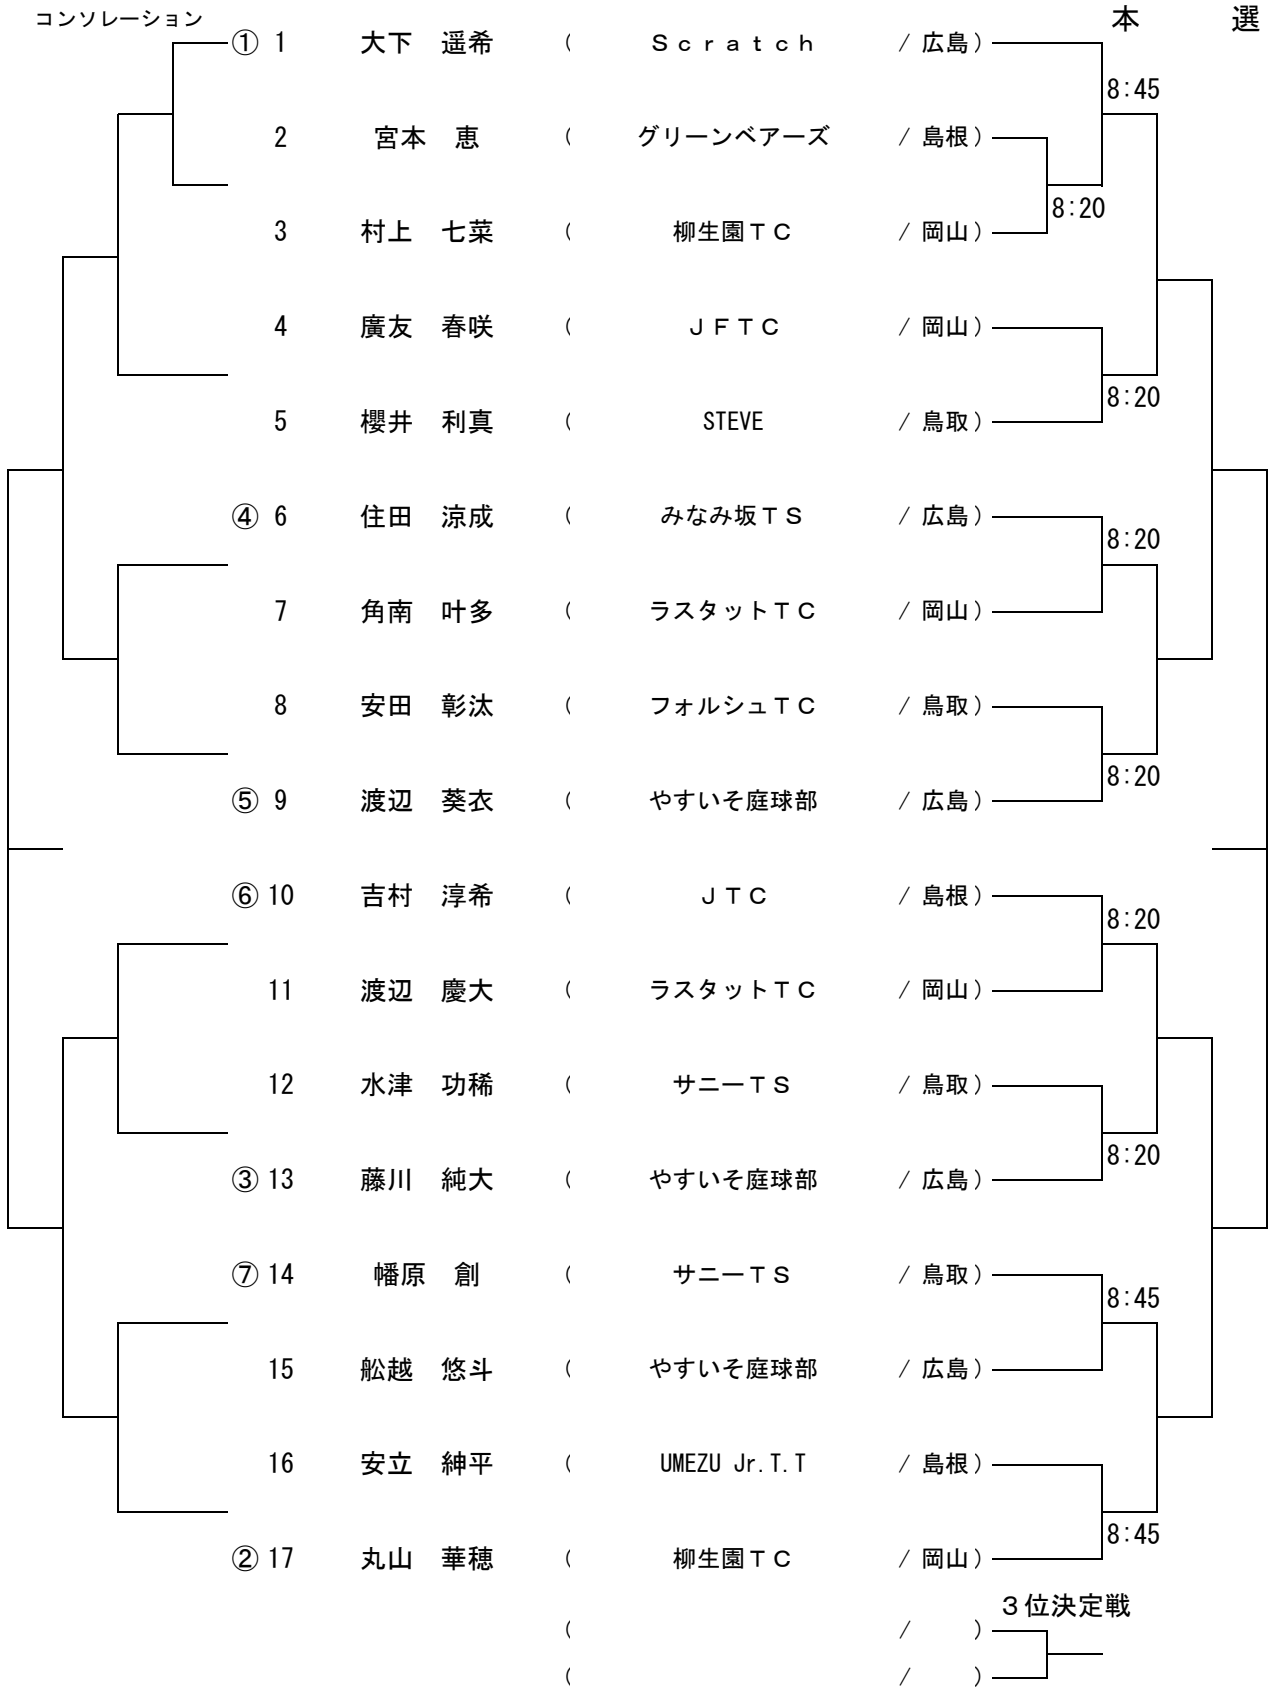 コンソレーション
本　選
① 1 大下　遥希 ( Ｓｃｒａｔｃｈ / 広島 )
8:45
2 宮本　恵 ( グリーンベアーズ / 島根 )
8:20
3 村上　七菜 ( 柳生園ＴＣ / 岡山 )
4 廣友　春咲 ( ＪＦＴＣ / 岡山 )
8:20
5 櫻井　利真 ( STEVE / 鳥取 )
④ 6 住田　涼成 ( みなみ坂ＴＳ / 広島 )
8:20
7 角南　叶多 ( ラスタットＴＣ / 岡山 )
8 安田　彰汰 ( フォルシュＴＣ / 鳥取 )
8:20
⑤ 9 渡辺　葵衣 ( やすいそ庭球部 / 広島 )
⑥ 10 吉村　淳希 ( ＪＴＣ / 島根 )
8:20
11 渡辺　慶大 ( ラスタットＴＣ / 岡山 )
12 水津　功稀 ( サニーＴＳ / 鳥取 )
8:20
③ 13 藤川　純大 ( やすいそ庭球部 / 広島 )
⑦ 14 幡原　創 ( サニーＴＳ / 鳥取 )
8:45
15 舩越　悠斗 ( やすいそ庭球部 / 広島 )
16 安立　紳平 ( UMEZU Jr.T.T / 島根 )
8:45
② 17 丸山　華穂 ( 柳生園ＴＣ / 岡山 )
３位決定戦
( / )
( / )